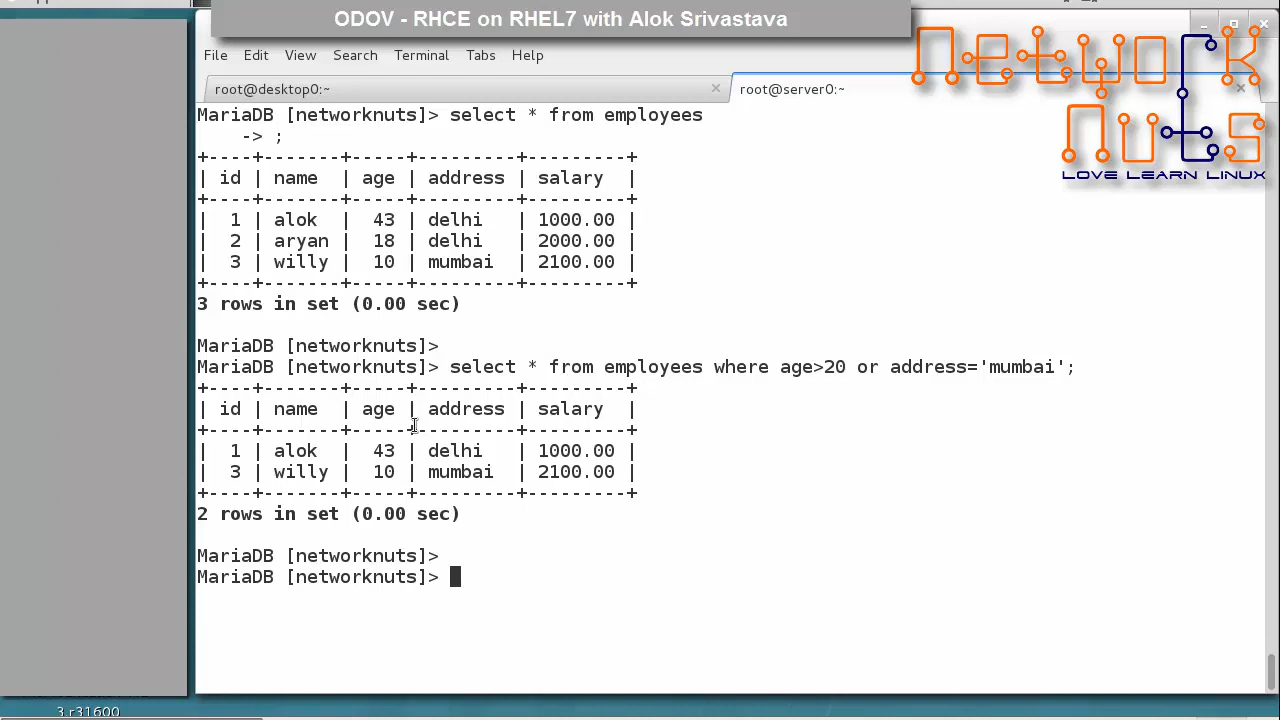 ODOV - RHCE on RHEL7 with Alok Srivastava
File Edit View Search Terminal Tabs Help
root@desktop0:~ × root@server0:~ ×
Network
Nuts
LOVE LEARN LINUX
MariaDB [networknuts]> select * from employees
    -> ;
+----+-------+-----+---------+---------+
| id | name  | age | address | salary  |
+----+-------+-----+---------+---------+
|  1 | alok  |  43 | delhi   | 1000.00 |
|  2 | aryan |  18 | delhi   | 2000.00 |
|  3 | willy |  10 | mumbai  | 2100.00 |
+----+-------+-----+---------+---------+
3 rows in set (0.00 sec)
MariaDB [networknuts]>
MariaDB [networknuts]> select * from employees where age>20 or address='mumbai';
+----+-------+-----+---------+---------+
| id | name  | age | address | salary  |
+----+-------+-----+---------+---------+
|  1 | alok  |  43 | delhi   | 1000.00 |
|  3 | willy |  10 | mumbai  | 2100.00 |
+----+-------+-----+---------+---------+
2 rows in set (0.00 sec)
MariaDB [networknuts]>
MariaDB [networknuts]>
3 r31600